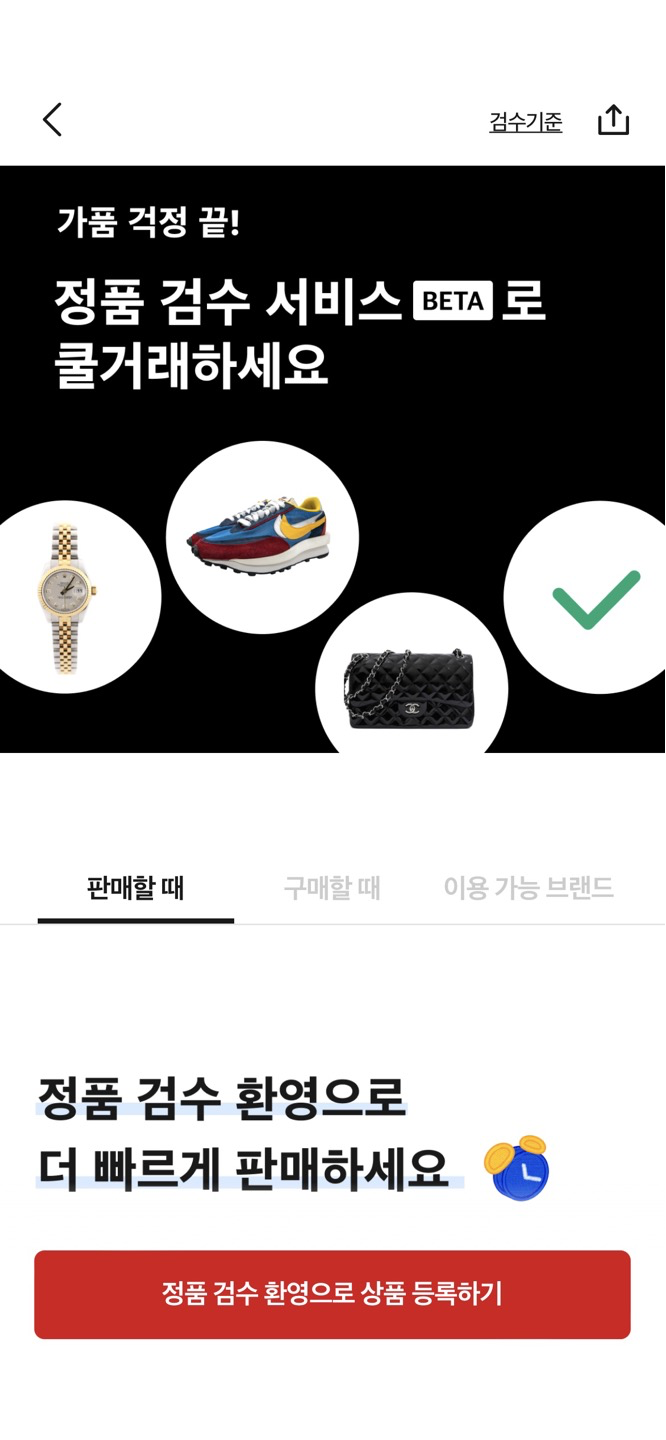 검수기준
가품 걱정 끝!
정품 검수 서비스 BETA 로
쿨거래하세요
판매할 때
구매할 때
이용 가능 브랜드
정품 검수 환영으로
더 빠르게 판매하세요
정품 검수 환영으로 상품 등록하기